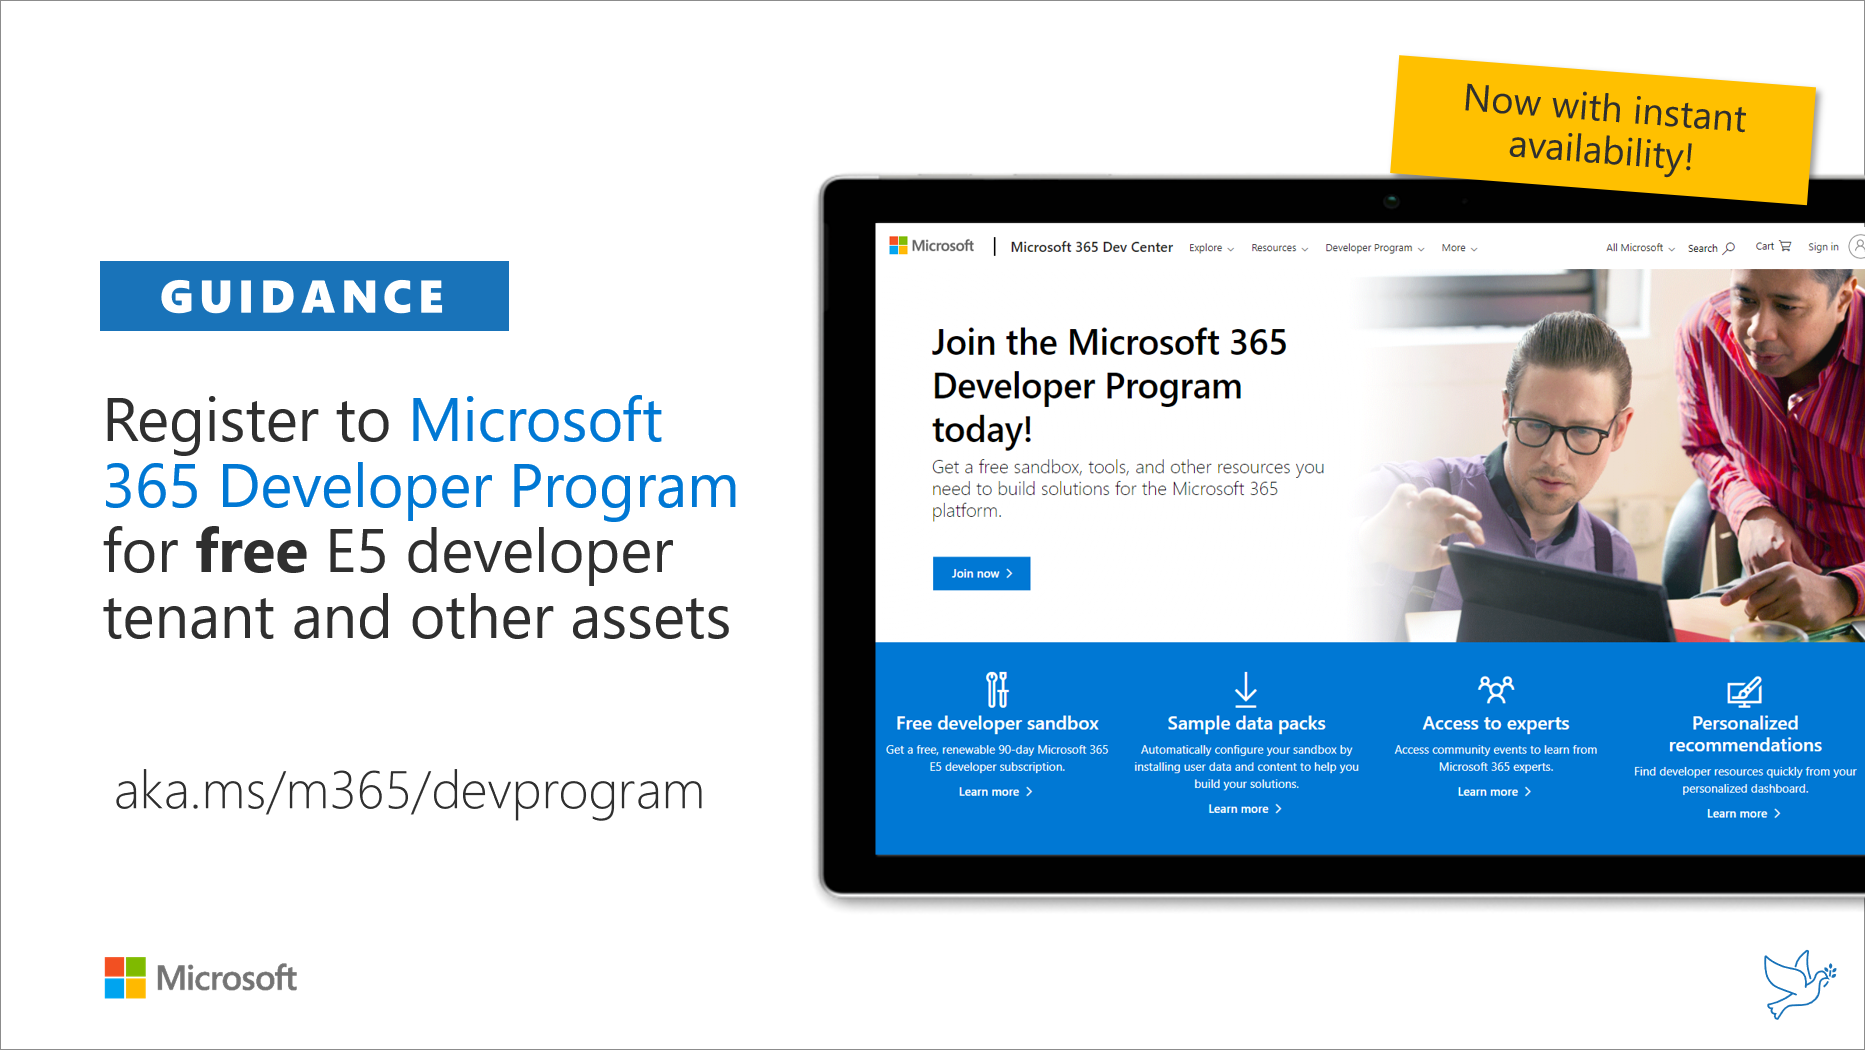 Now with instant
availability!
GUIDANCE
Register to Microsoft
365 Developer Program
for free E5 developer
tenant and other assets
aka.ms/m365/devprogram
Microsoft
Microsoft | Microsoft 365 Dev Center Explore Resources Developer Program More All Microsoft Search Cart Sign in
Join the Microsoft 365
Developer Program
today!
Get a free sandbox, tools, and other resources you
need to build solutions for the Microsoft 365
platform.
Join now >
Free developer sandbox
Get a free, renewable 90-day Microsoft 365
E5 developer subscription.
Learn more >
Sample data packs
Automatically configure your sandbox by
installing user data and content to help you
build your solutions.
Learn more >
Access to experts
Access community events to learn from
Microsoft 365 experts.
Learn more >
Personalized
recommendations
Find developer resources quickly from your
personalized dashboard.
Learn more >